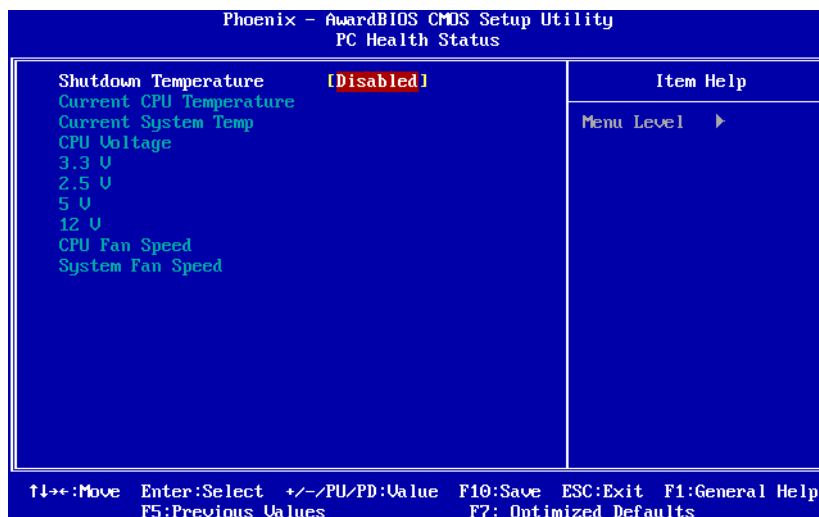 Phoenix - AwardBIOS CMOS Setup Utility
PC Health Status
Shutdown Temperature [Disabled]
Current CPU Temperature
Current System Temp
CPU Voltage
3.3 V
2.5 V
5 V
12 V
CPU Fan Speed
System Fan Speed
Item Help
Menu Level ▶
↑↓→←:Move Enter:Select +/-/PU/PD:Value F10:Save ESC:Exit F1:General Help
F5:Previous Values F7: Optimized Defaults